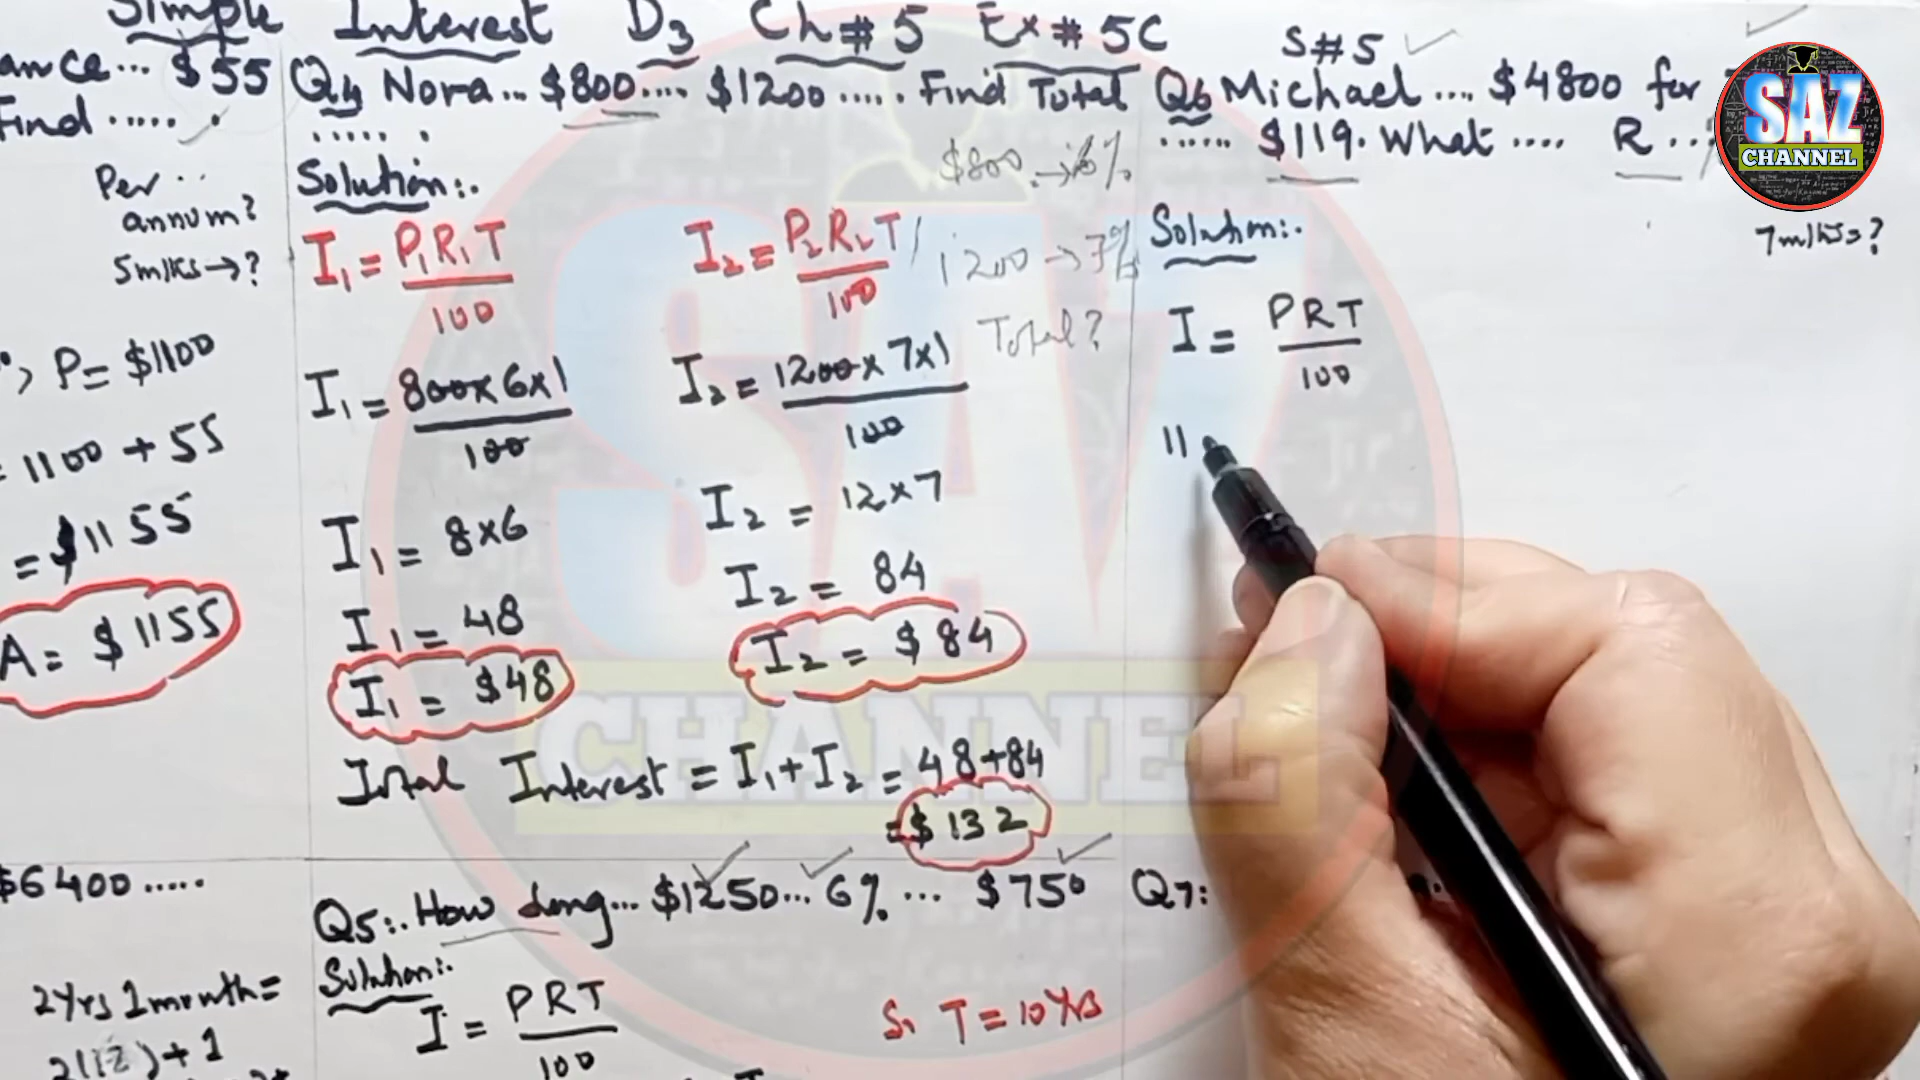 Simple Interest D3 Ch#5 Ex#5C
S#5
ance... $55
Find .....
Per ..
annum?
5mths→?
P= $1100
= 1100 + 55
= $1155
A= $1155
Q4 Nora... $800.... $1200..... Find Total
..... .
Solution:.
$800.→6%
1200→7%
Total?
I1 = P1R1T/100
I1 = 800×6×1/100
I1 = 8×6
I1 = 48
I1 = $48
I2 = P2R2T/100
I2 = 1200×7×1/100
I2 = 12×7
I2 = 84
I2 = $84
Total Interest = I1+I2 = 48+84
= $132
Q6 Michael .... $4800 for
...... $119. What .... R ...
7mths?
Solution:.
I = PRT/100
11
$6400.....
2Yrs 1month=
2(12)+1
Q5:. How long... $1250... 6% ... $750
Solution:.
I = PRT/100
So T = 10Yrs
Q7:
SAZ
CHANNEL
SAZ
CHANNEL